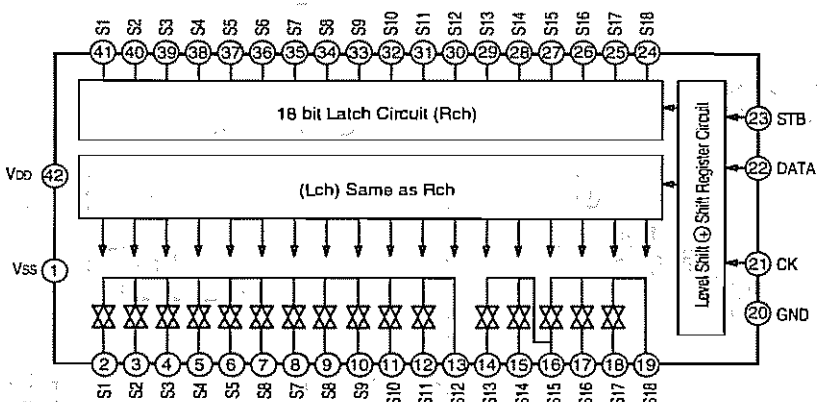 S1 S2 S3 S4 S5 S6 S7 S8 S9 S10 S11 S12 S13 S14 S15 S16 S17 S18
41 40 39 38 37 36 35 34 33 32 31 30 29 28 27 26 25 24
18 bit Latch Circuit (Rch)
(Lch) Same as Rch
Level Shift + Shift Register Circuit
23 STB
22 DATA
21 CK
20 GND
VDD 42
VSS 1
2 3 4 5 6 7 8 9 10 11 12 13 14 15 16 17 18 19
S1 S2 S3 S4 S5 S8 S7 S8 S9 S10 S11 S12 S13 S14 S15 S16 S17 S18